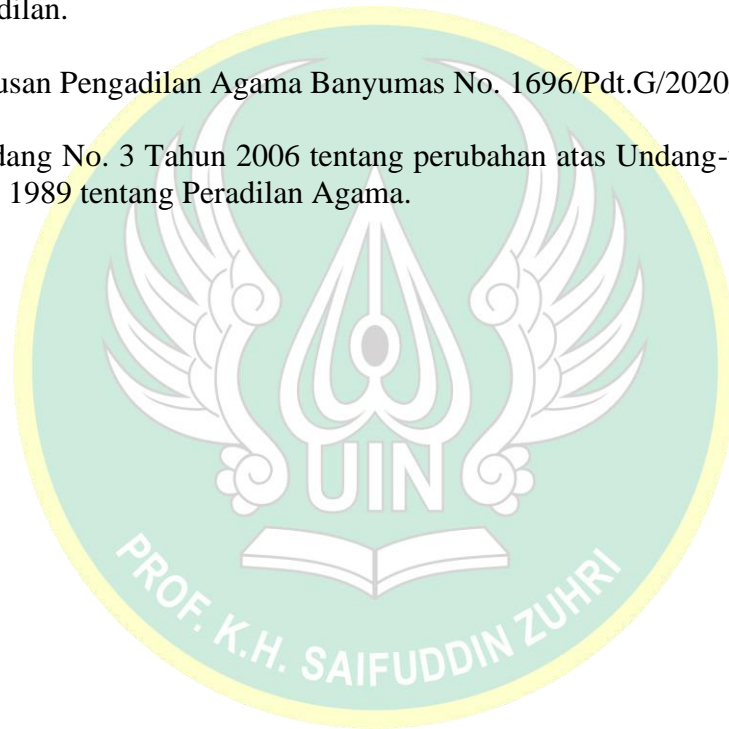 dilan.
usan Pengadilan Agama Banyumas No. 1696/Pdt.G/2020
dang No. 3 Tahun 2006 tentang perubahan atas Undang-
1989 tentang Peradilan Agama.
UIN
PROF. K.H. SAIFUDDIN ZUHRI